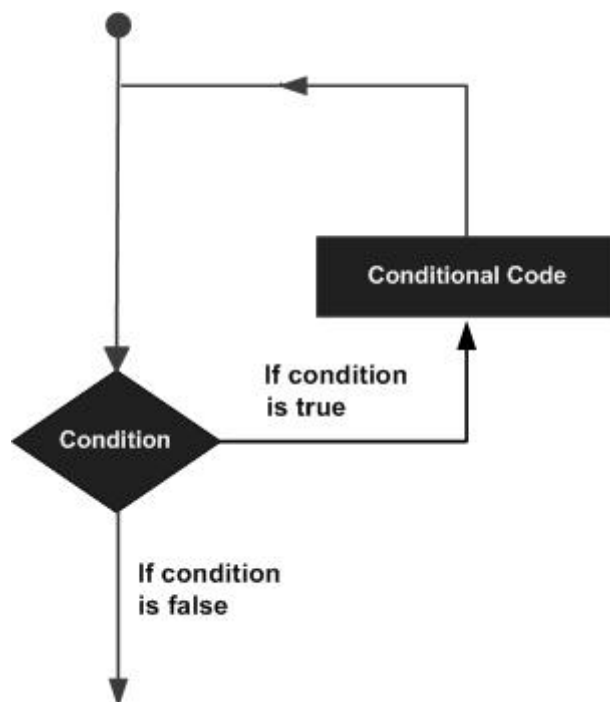 Conditional Code
If condition
is true
Condition
If condition
is false